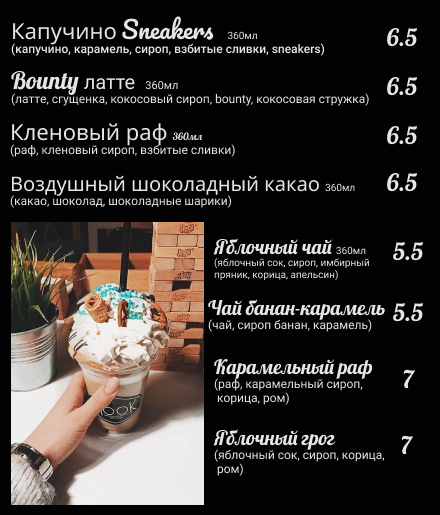 Капучино Sneakers 360мл 6.5
(капучино, карамель, сироп, взбитые сливки, sneakers)
Bounty латте 360мл 6.5
(латте, сгущенка, кокосовый сироп, bounty, кокосовая стружка)
Кленовый раф 360мл 6.5
(раф, кленовый сироп, взбитые сливки)
Воздушный шоколадный какао 360мл 6.5
(какао, шоколад, шоколадные шарики)
Яблочный чай 360мл 5.5
(яблочный сок, сироп, имбирный
пряник, корица, апельсин)
Чай банан-карамель 5.5
(чай, сироп банан, карамель)
Карамельный раф 7
(раф, карамельный сироп,
корица, ром)
Яблочный грог 7
(яблочный сок, сироп, корица,
ром)